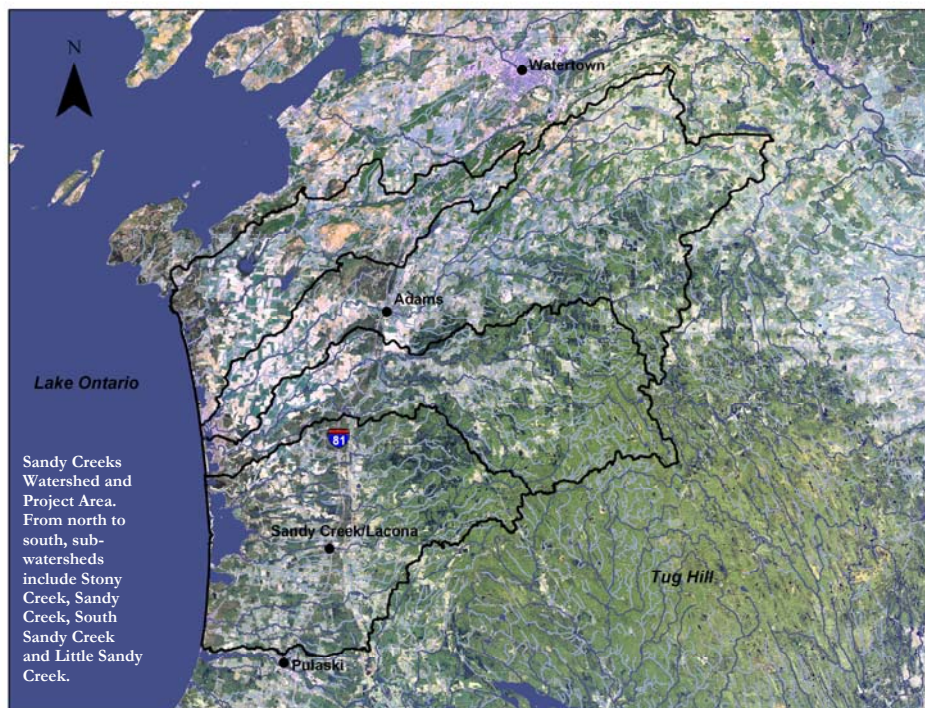 N
Watertown
Adams
Lake Ontario
81
Sandy Creeks
Watershed and
Project Area.
From north to
south, sub-
watersheds
include Stony
Creek, Sandy
Creek, South
Sandy Creek
and Little Sandy
Creek.
Sandy Creek/Lacona
Tug Hill
Pulaski